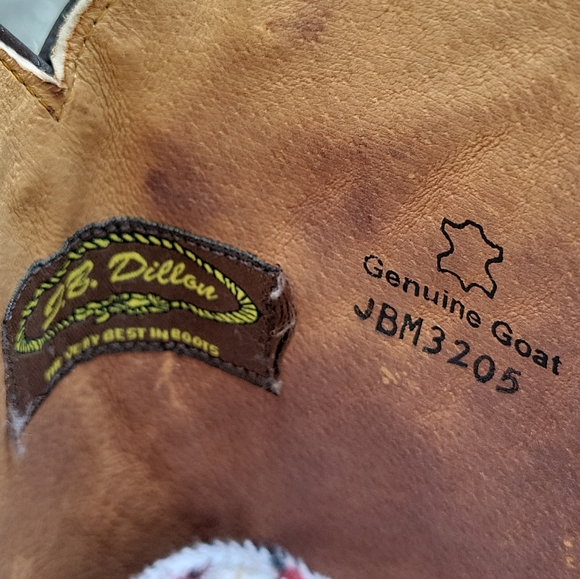 J.B. Dillon
THE VERY BEST IN BOOTS
Genuine Goat
JBM3205